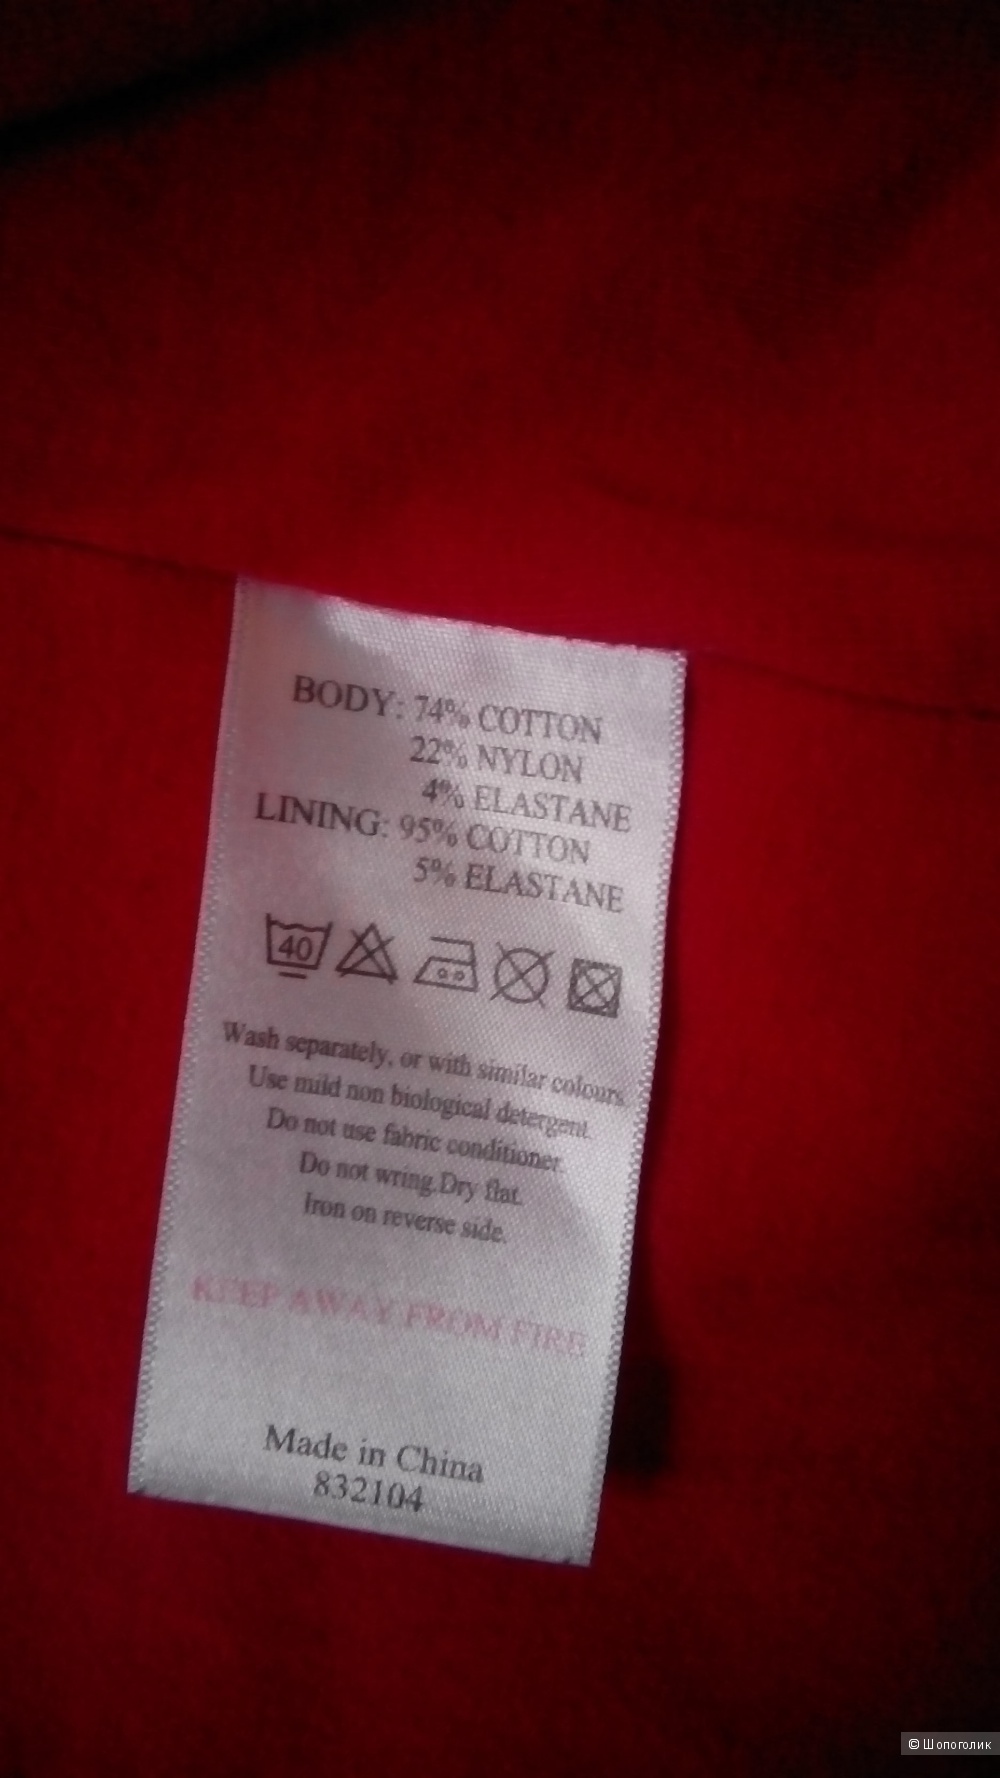 BODY: 74% COTTON
22% NYLON
4% ELASTANE
LINING: 95% COTTON
5% ELASTANE
40
Wash separately, or with similar colours.
Use mild non biological detergent.
Do not use fabric conditioner.
Do not wring.Dry flat.
Iron on reverse side.
KEEP AWAY FROM FIRE
Made in China
832104
© Шопоголик